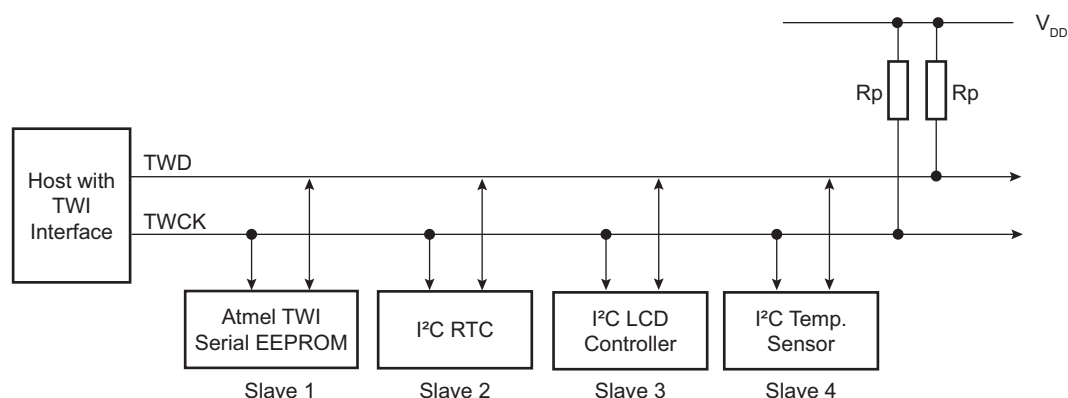 V_DD
Rp Rp
Host with
TWI
Interface
TWD
TWCK
Atmel TWI
Serial EEPROM
I²C RTC
I²C LCD
Controller
I²C Temp.
Sensor
Slave 1
Slave 2
Slave 3
Slave 4